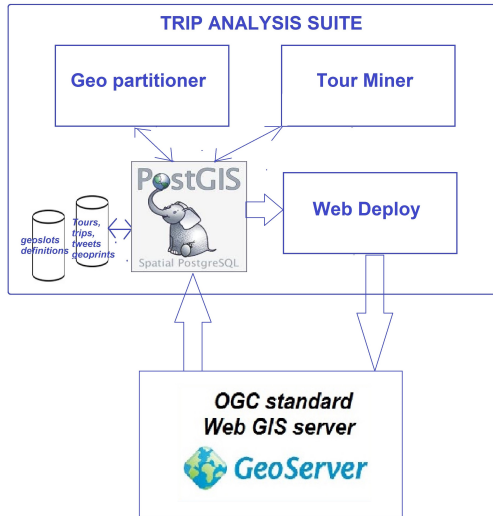 TRIP ANALYSIS SUITE
Geo partitioner
Tour Miner
PostGIS
Spatial PostgreSQL
Web Deploy
geoslots
definitions
Tours,
trips,
tweets
geoprints
OGC standard
Web GIS server
GeoServer